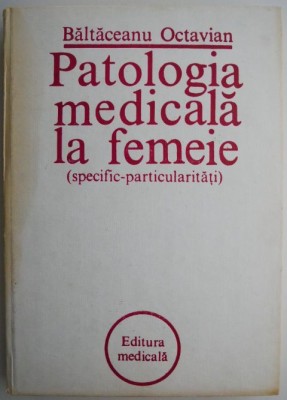 Băltăceanu Octavian
Patologia
medicală
la femeie
(specific-particularități)
Editura
medicală